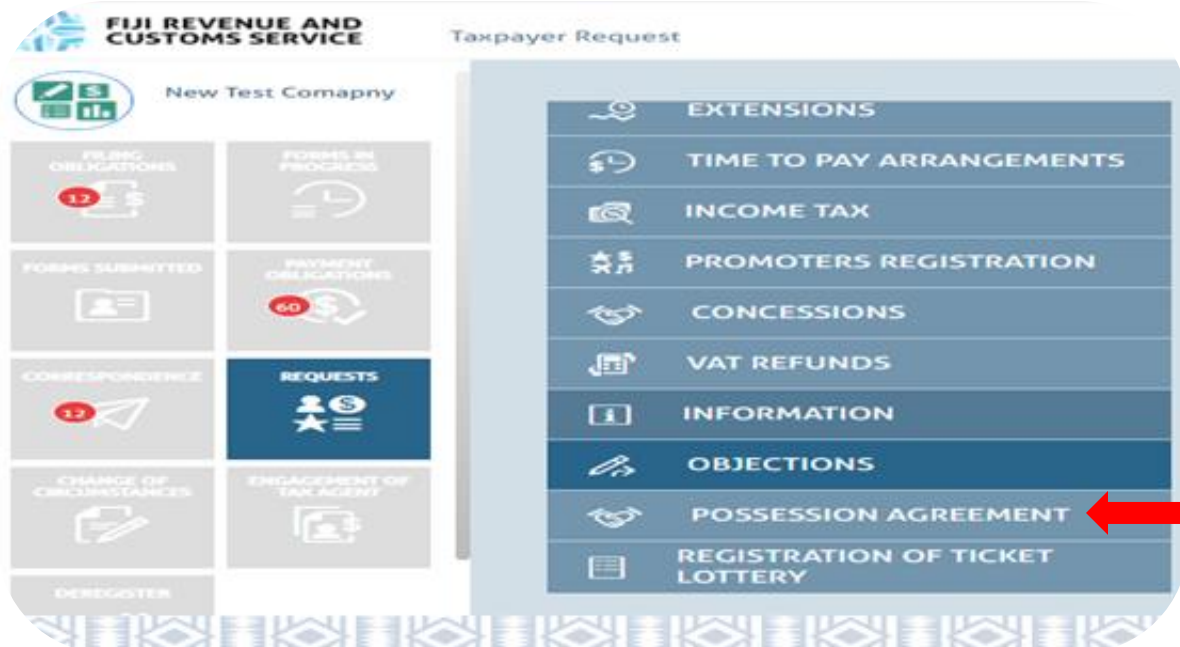 FIJI REVENUE AND
CUSTOMS SERVICE
Taxpayer Request
New Test Comapny
FILING
OBLIGATIONS
12
FORMS IN
PROGRESS
FORMS SUBMITTED
PAYMENT
OBLIGATIONS
60
CORRESPONDENCE
12
REQUESTS
CHANGE OF
CIRCUMSTANCES
ENGAGEMENT OF
TAX AGENT
DEREGISTER
EXTENSIONS
TIME TO PAY ARRANGEMENTS
INCOME TAX
PROMOTERS REGISTRATION
CONCESSIONS
VAT REFUNDS
INFORMATION
OBJECTIONS
POSSESSION AGREEMENT
REGISTRATION OF TICKET
LOTTERY